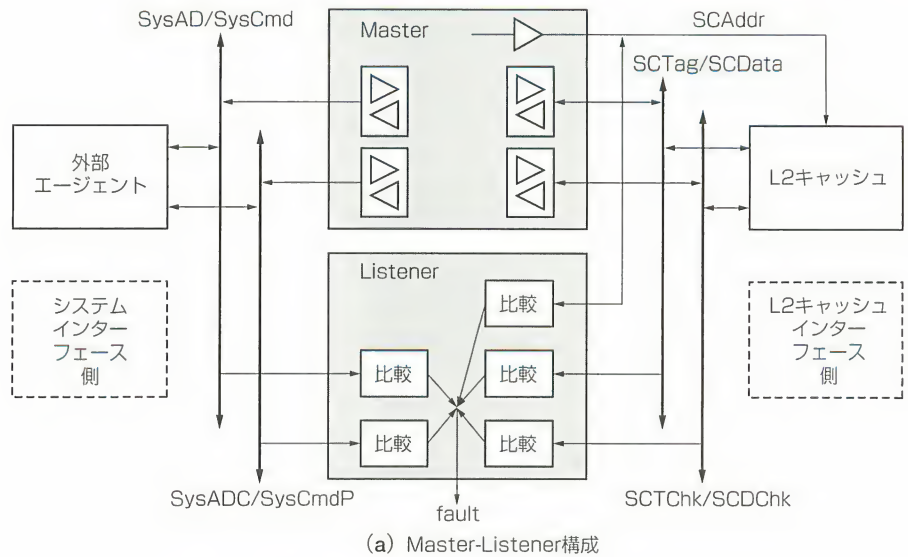 SysAD/SysCmd
Master
SCAddr
SCTag/SCData
外部
エージェント
L2キャッシュ
Listener
システム
インター
フェース
側
比較
L2キャッシュ
インター
フェース
側
比較
比較
比較
比較
SysADC/SysCmdP
SCTChk/SCDChk
fault
(a) Master-Listener構成